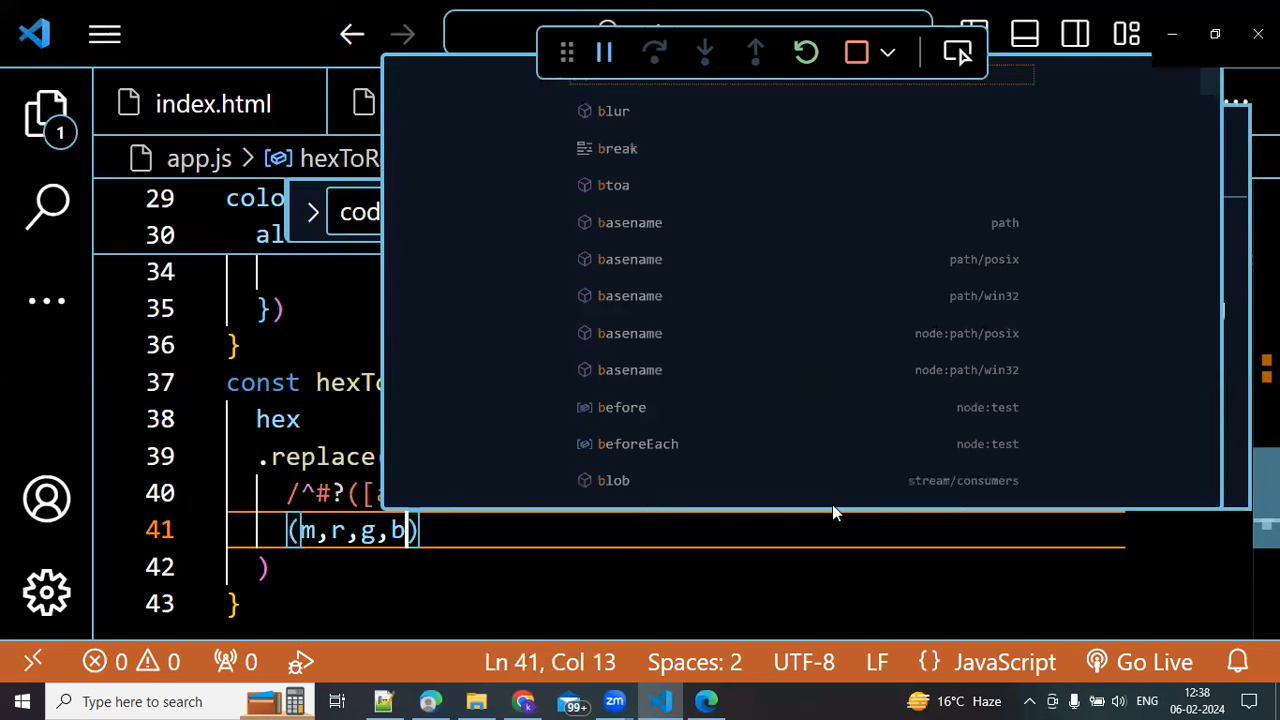 index.html
app.js > hexToR
1
29 colo
30 al
> cod
34
35 })
36 }
37 const hexTo
38 hex
39 .replace(
40 /^#?([a
41 (m,r,g,b)
42 )
43 }
blur
break
btoa
basename path
basename path/posix
basename path/win32
basename node:path/posix
basename node:path/win32
before node:test
beforeEach node:test
blob stream/consumers
0 0 0 Ln 41, Col 13 Spaces: 2 UTF-8 LF {} JavaScript Go Live
Type here to search 99+ zm 16°C Haze ENG 12:38
06-02-2024